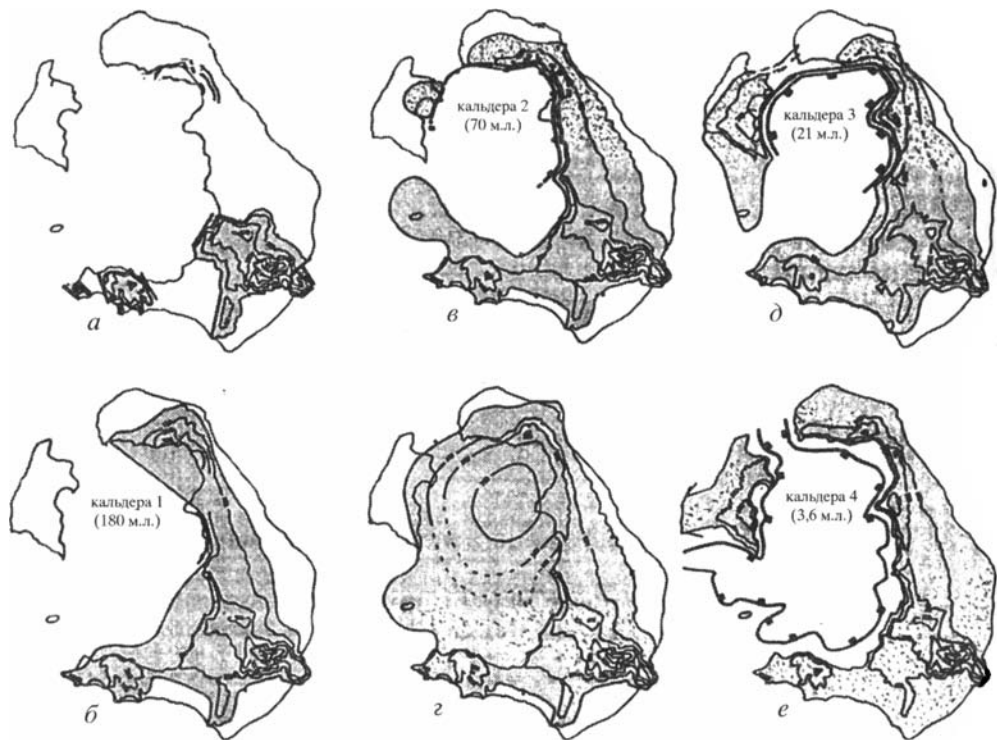 кальдера 2
(70 м.л.)
кальдера 3
(21 м.л.)
а
в
д
кальдера 1
(180 м.л.)
кальдера 4
(3,6 м.л.)
б
г
е